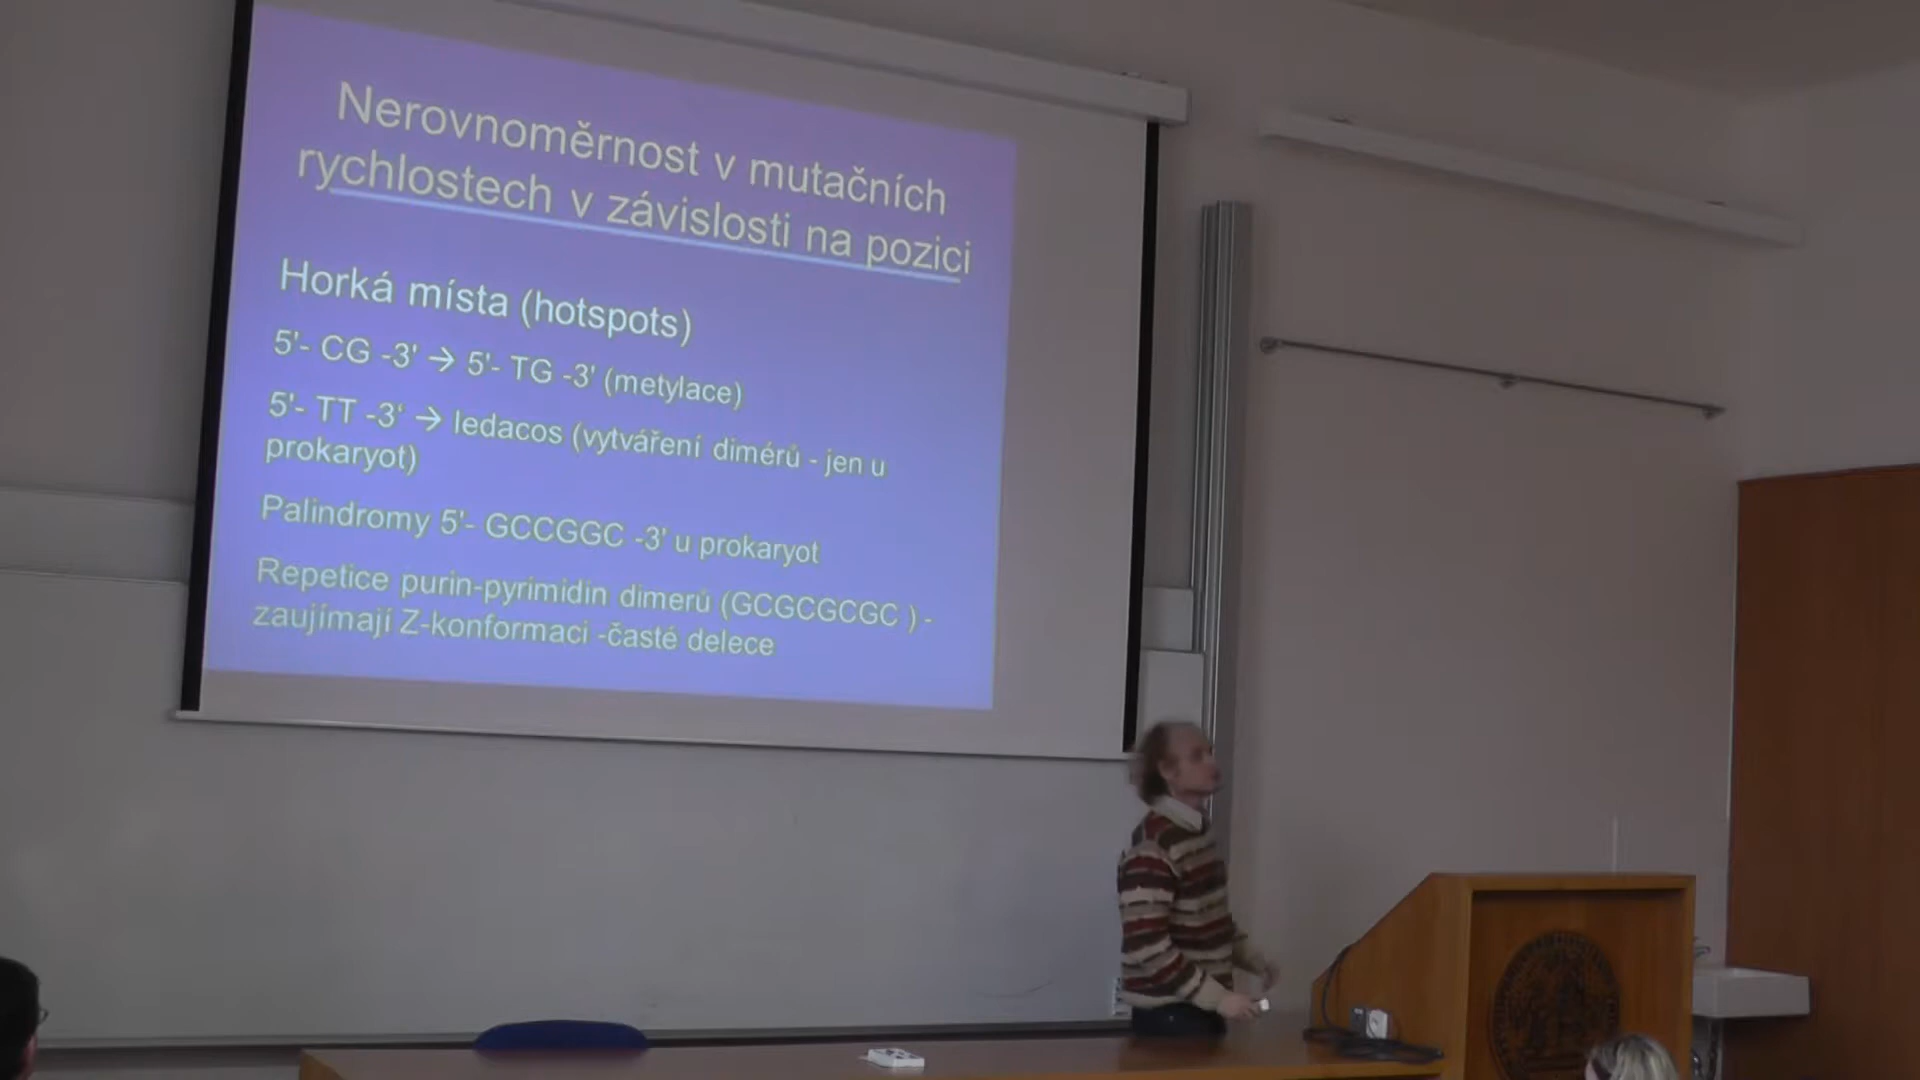 Nerovnoměrnost v mutačních
rychlostech v závislosti na pozici
Horká místa (hotspots)
5'- CG -3' → 5'- TG -3' (metylace)
5'- TT -3' → ledacos (vytváření dimérů - jen u
prokaryot)
Palindromy 5'- GCCGGC -3' u prokaryot
Repetice purin-pyrimidin dimerů (GCGCGCGC ) -
zaujímají Z-konformaci -časté delece